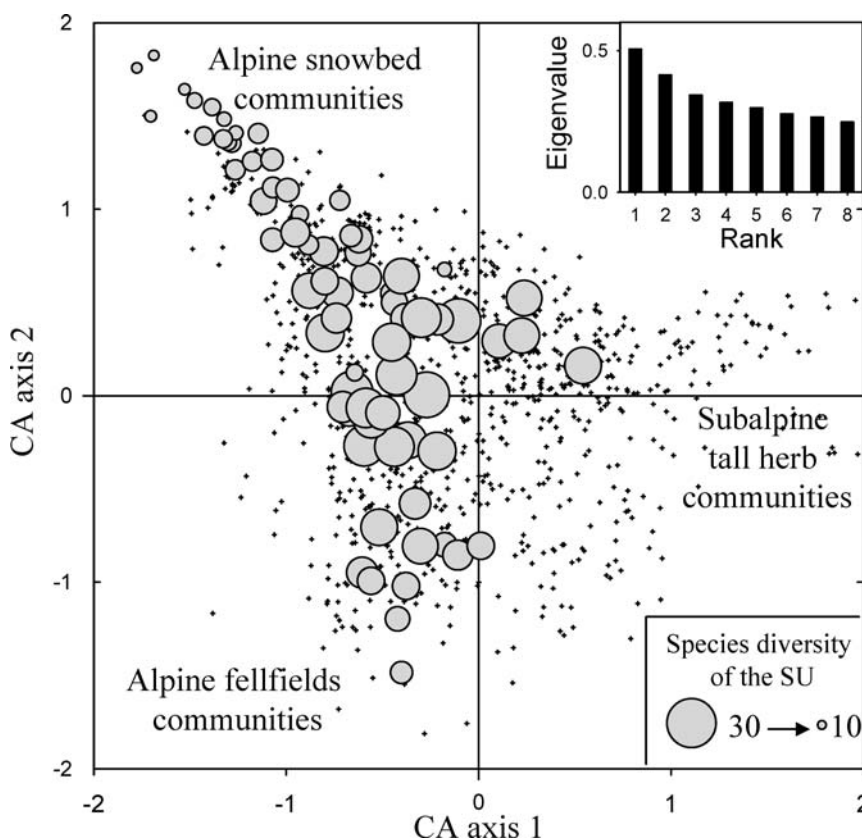 2
Alpine snowbed
communities
0.5
Eigenvalue
0.0
1 2 3 4 5 6 7 8
Rank
1
CA axis 2
0
Subalpine
tall herb
communities
-1
Species diversity
of the SU
30 10
Alpine fellfields
communities
-2
-2 -1 0 1 2
CA axis 1